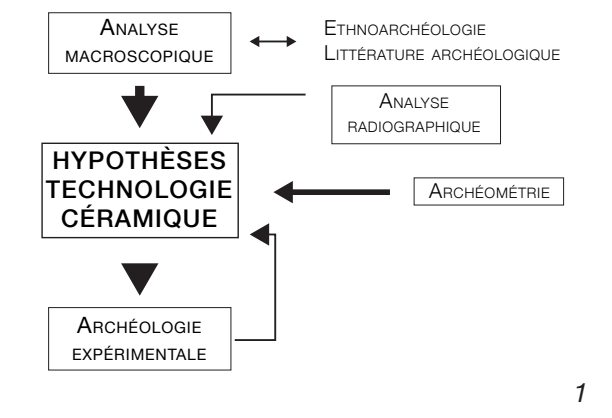 ANALYSE
MACROSCOPIQUE
ETHNOARCHÉOLOGIE
LITTÉRATURE ARCHÉOLOGIQUE
ANALYSE
RADIOGRAPHIQUE
HYPOTHÈSES
TECHNOLOGIE
CÉRAMIQUE
ARCHÉOMÉTRIE
ARCHÉOLOGIE
EXPÉRIMENTALE
1